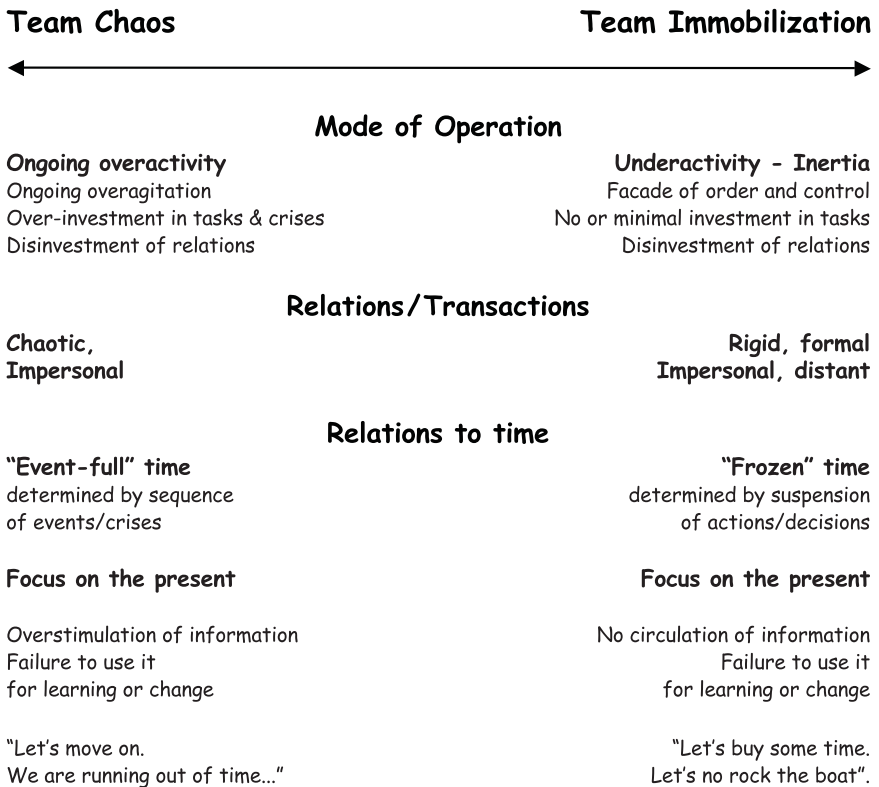 Team Chaos Team Immobilization
Mode of Operation
Ongoing overactivity Underactivity - Inertia
Ongoing overagitation Facade of order and control
Over-investment in tasks & crises No or minimal investment in tasks
Disinvestment of relations Disinvestment of relations
Relations/Transactions
Chaotic, Rigid, formal
Impersonal Impersonal, distant
Relations to time
“Event-full” time “Frozen” time
determined by sequence determined by suspension
of events/crises of actions/decisions
Focus on the present Focus on the present
Overstimulation of information No circulation of information
Failure to use it Failure to use it
for learning or change for learning or change
“Let’s move on. “Let’s buy some time.
We are running out of time...” Let’s no rock the boat”.